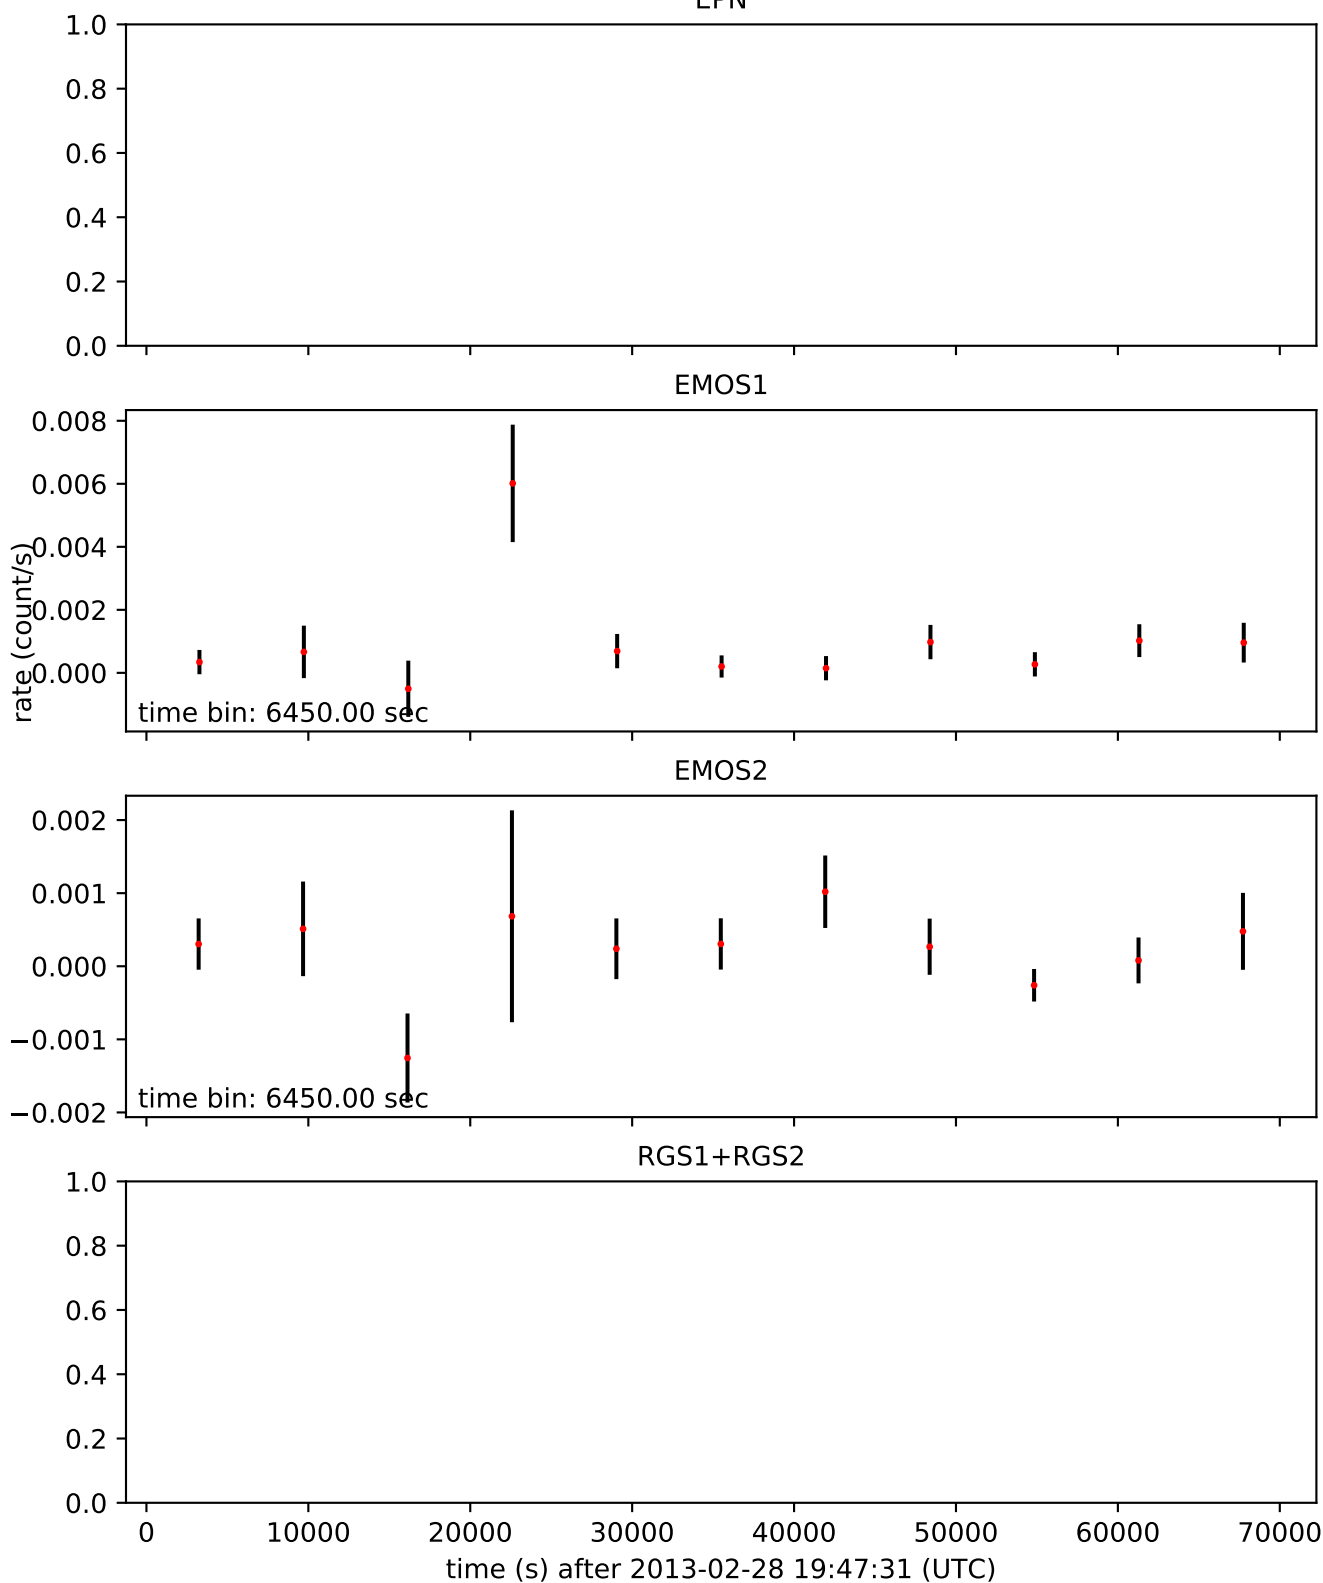 EPN
1.0
0.8
0.6
0.4
0.2
0.0
EMOS1
0.008
0.006
0.004
0.002
0.000
rate (count/s)
time bin: 6450.00 sec
EMOS2
0.002
0.001
0.000
−0.001
−0.002
time bin: 6450.00 sec
RGS1+RGS2
1.0
0.8
0.6
0.4
0.2
0.0
0 10000 20000 30000 40000 50000 60000 70000
time (s) after 2013-02-28 19:47:31 (UTC)